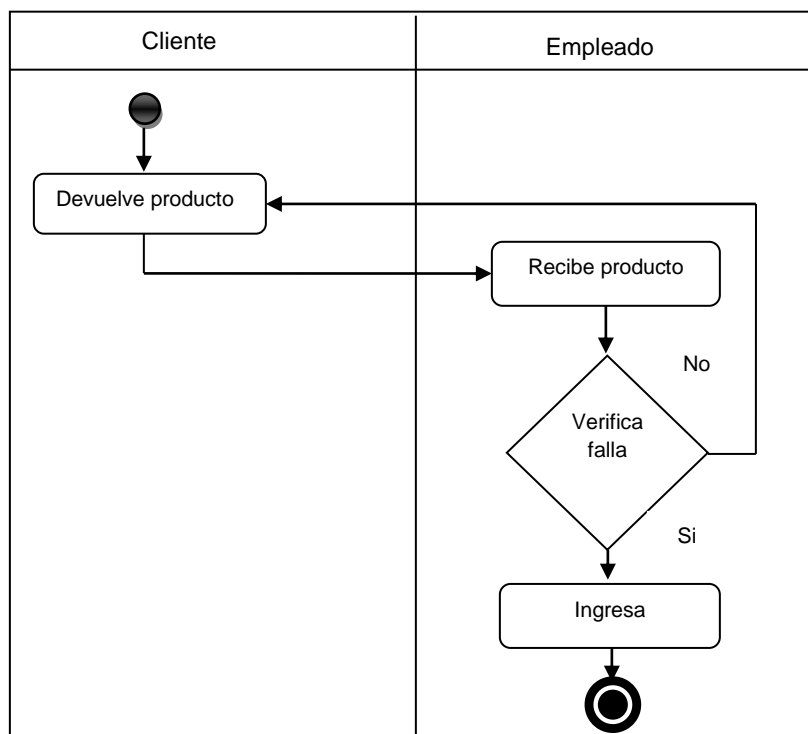 Cliente
Empleado
Devuelve producto
Recibe producto
No
Verifica
falla
Si
Ingresa